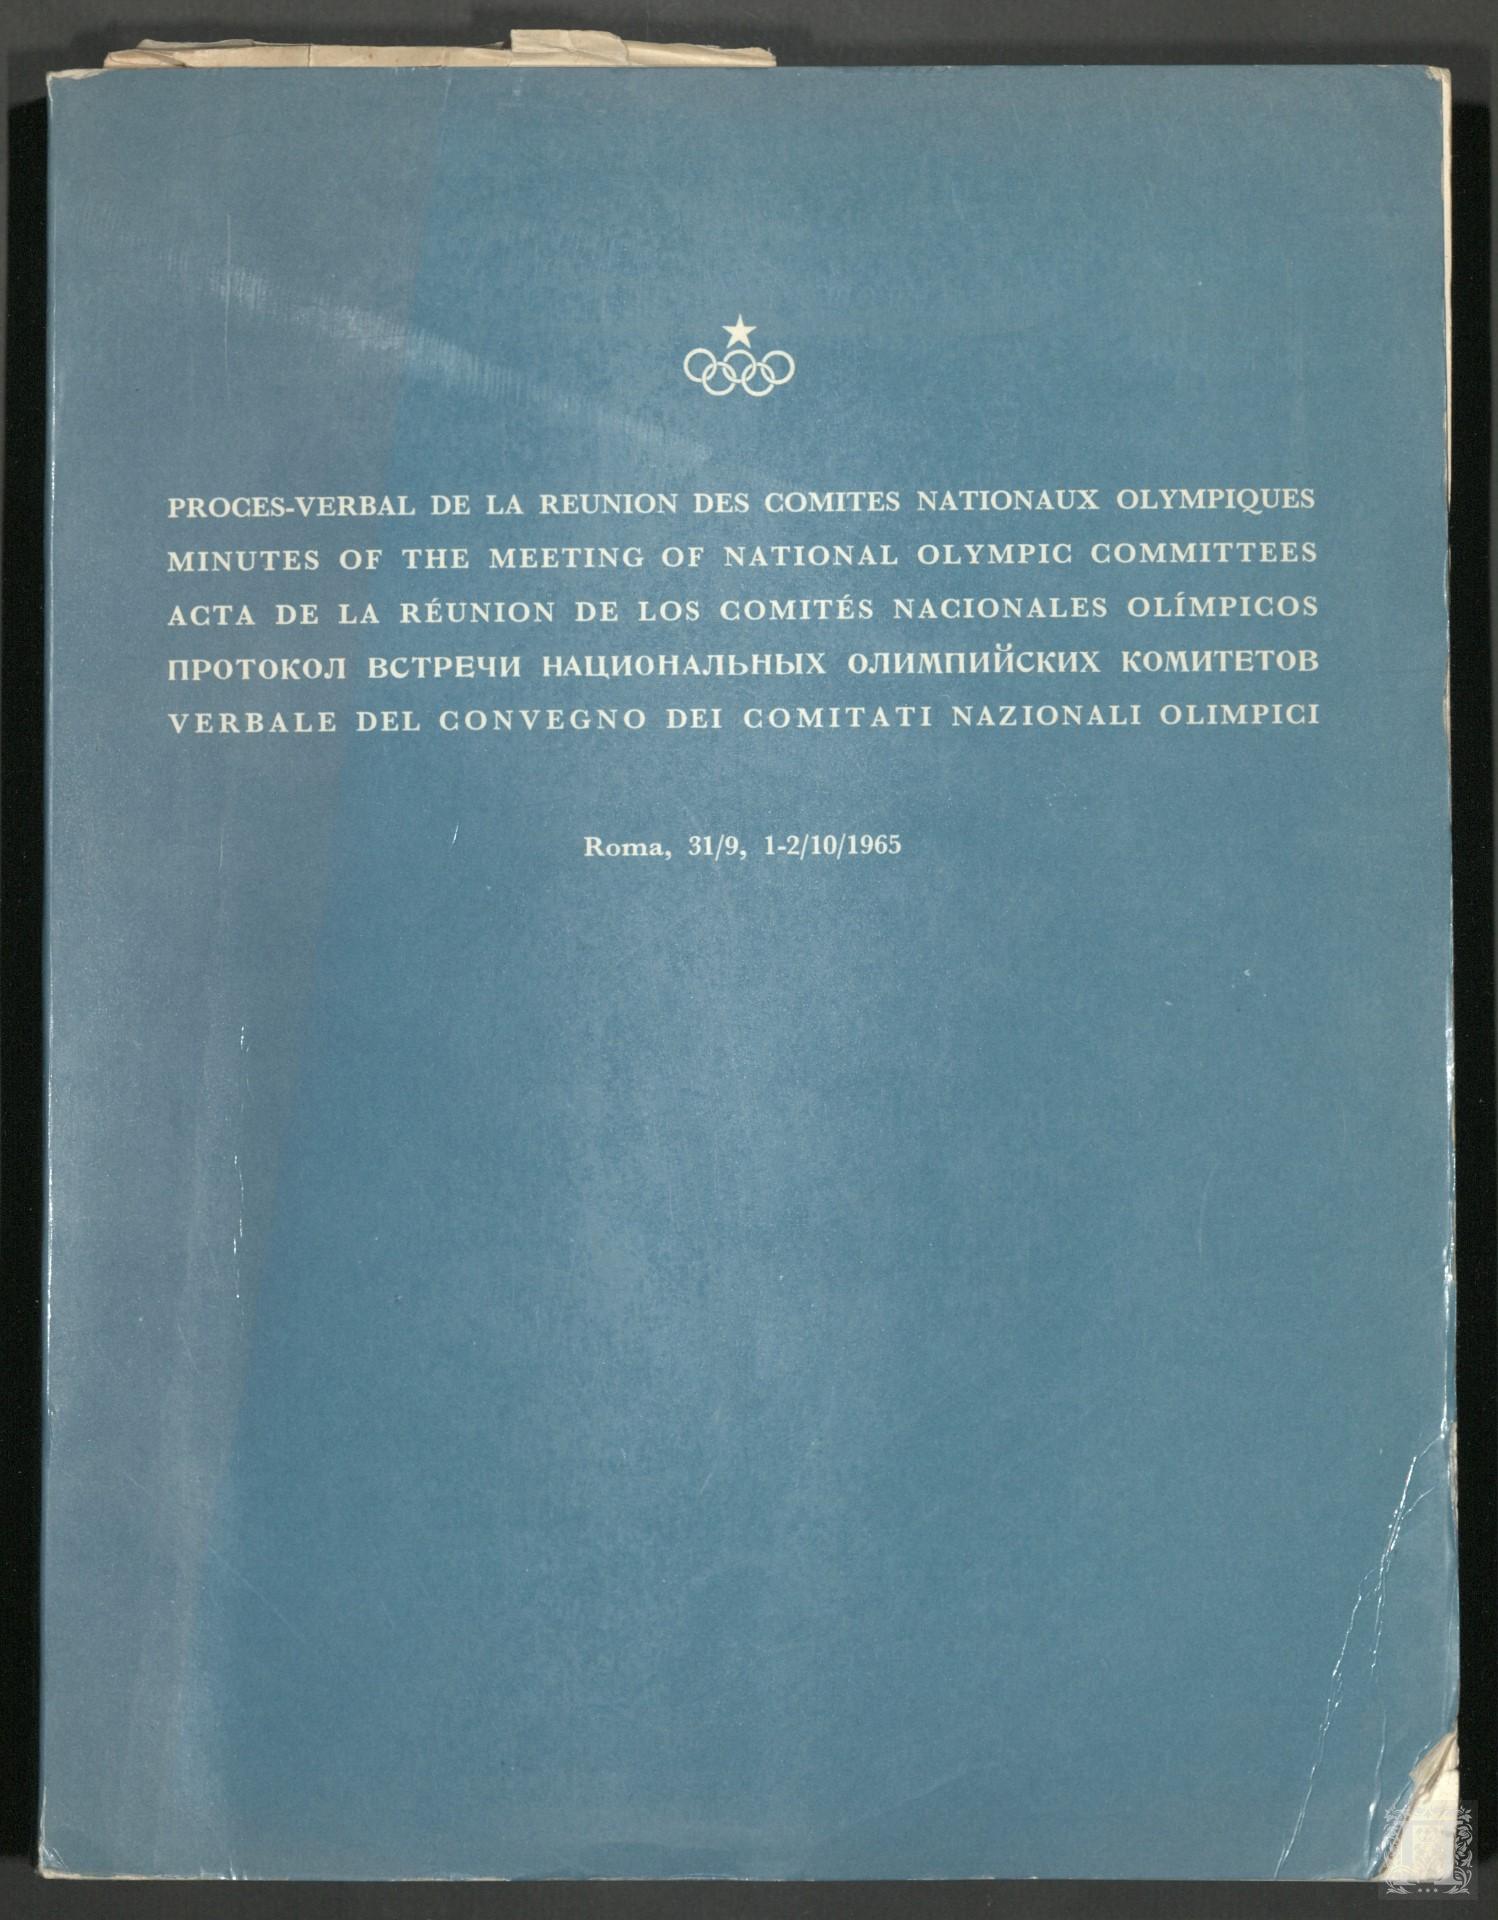 PROCES-VERBAL DE LA REUNION DES COMITES NATIONAUX OLYMPIQUES
MINUTES OF THE MEETING OF NATIONAL OLYMPIC COMMITTEES
ACTA DE LA RÉUNION DE LOS COMITÉS NACIONALES OLÍMPICOS
ПРОТОКОЛ ВСТРЕЧИ НАЦИОНАЛЬНЫХ ОЛИМПИЙСКИХ КОМИТЕТОВ
VERBALE DEL CONVEGNO DEI COMITATI NAZIONALI OLIMPICI
Roma, 31/9, 1-2/10/1965